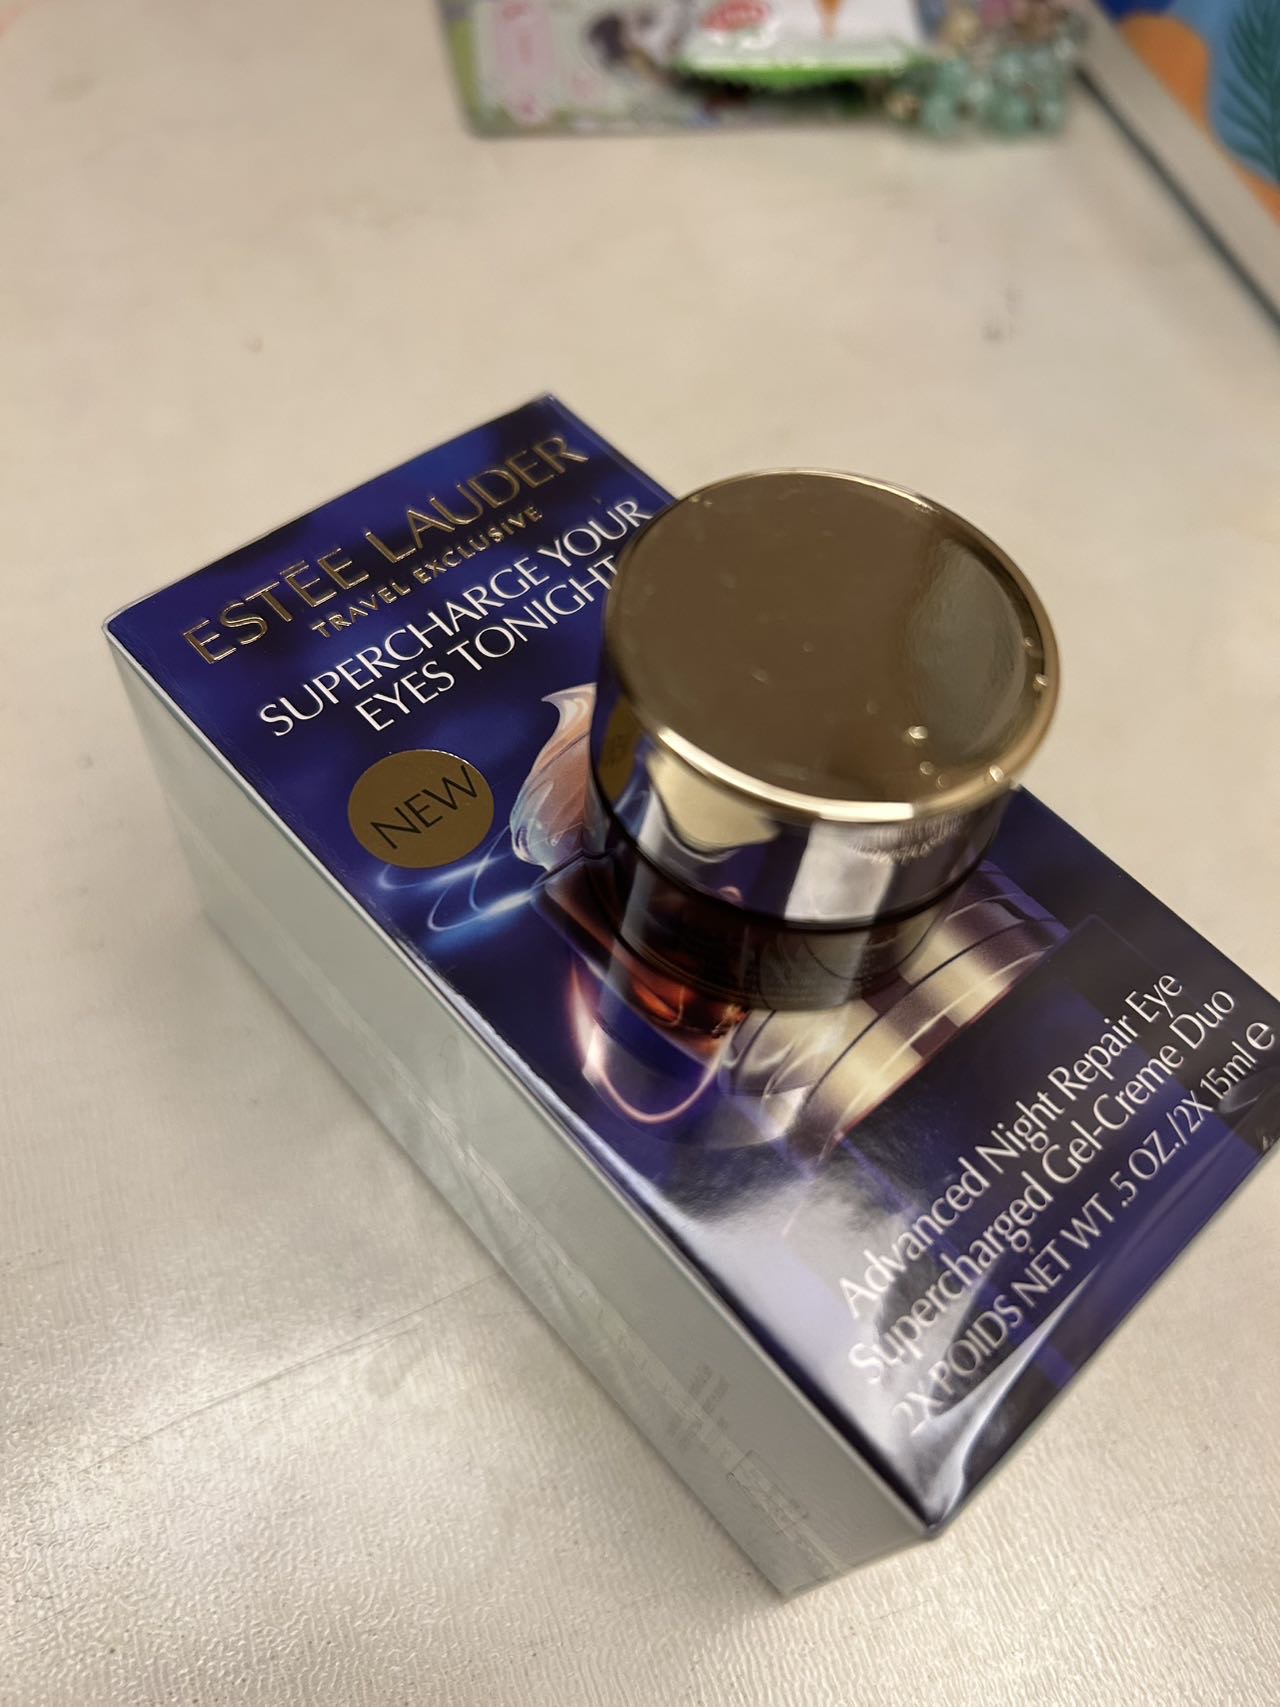 ESTĒE LAUDER
TRAVEL EXCLUSIVE
SUPERCHARGE YOUR
EYES TONIGHT
NEW
Advanced Night Repair Eye
Supercharged Gel-Creme Duo
2X POIDS NET WT .5 OZ./2X 15ml e